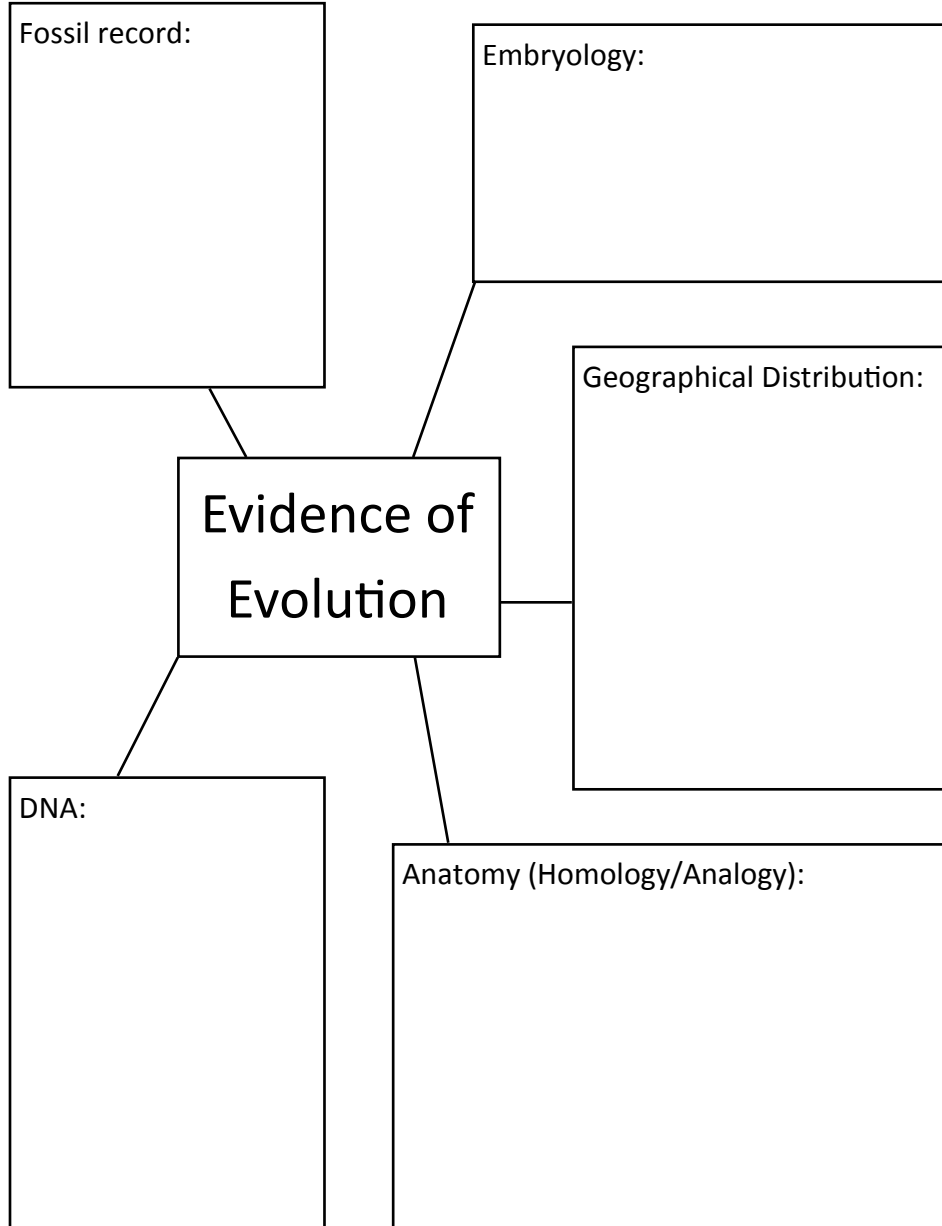 Fossil record:
Embryology:
Geographical Distribution:
Evidence of
Evolution
DNA:
Anatomy (Homology/Analogy):